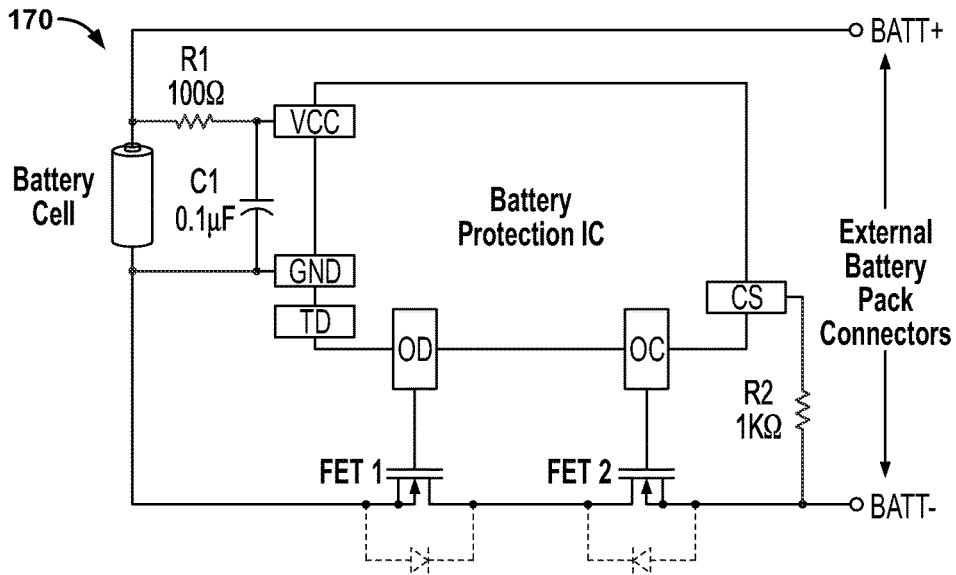 170
BATT+
R1
100Ω
VCC
Battery
Cell
C1
0.1μF
Battery
Protection IC
GND
TD
CS
External
Battery
Pack
Connectors
OD
OC
R2
1KΩ
FET 1
FET 2
BATT-